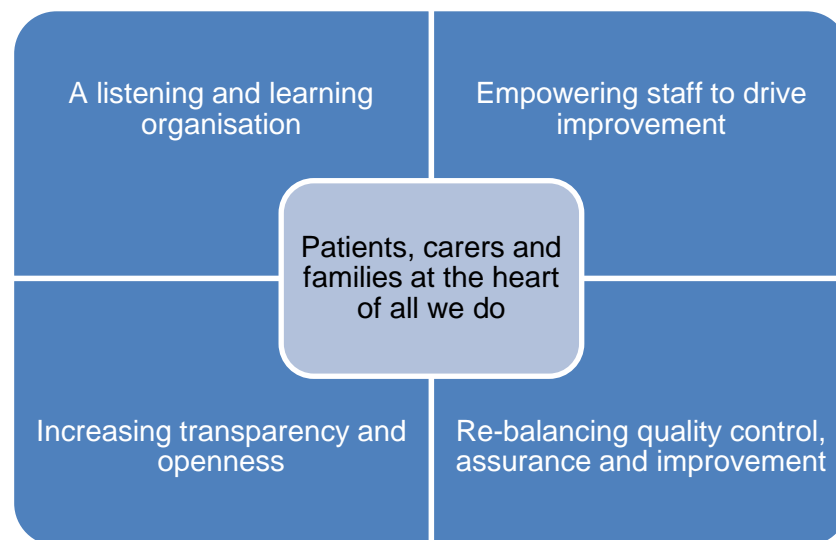 A listening and learning
organisation
Empowering staff to drive
improvement
Patients, carers and
families at the heart
of all we do
Increasing transparency and
openness
Re-balancing quality control,
assurance and improvement